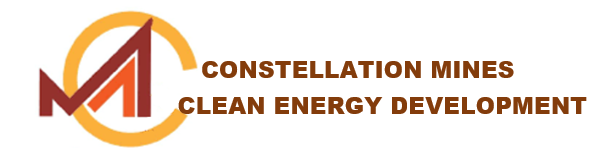 CONSTELLATION MINES
CLEAN ENERGY DEVELOPMENT